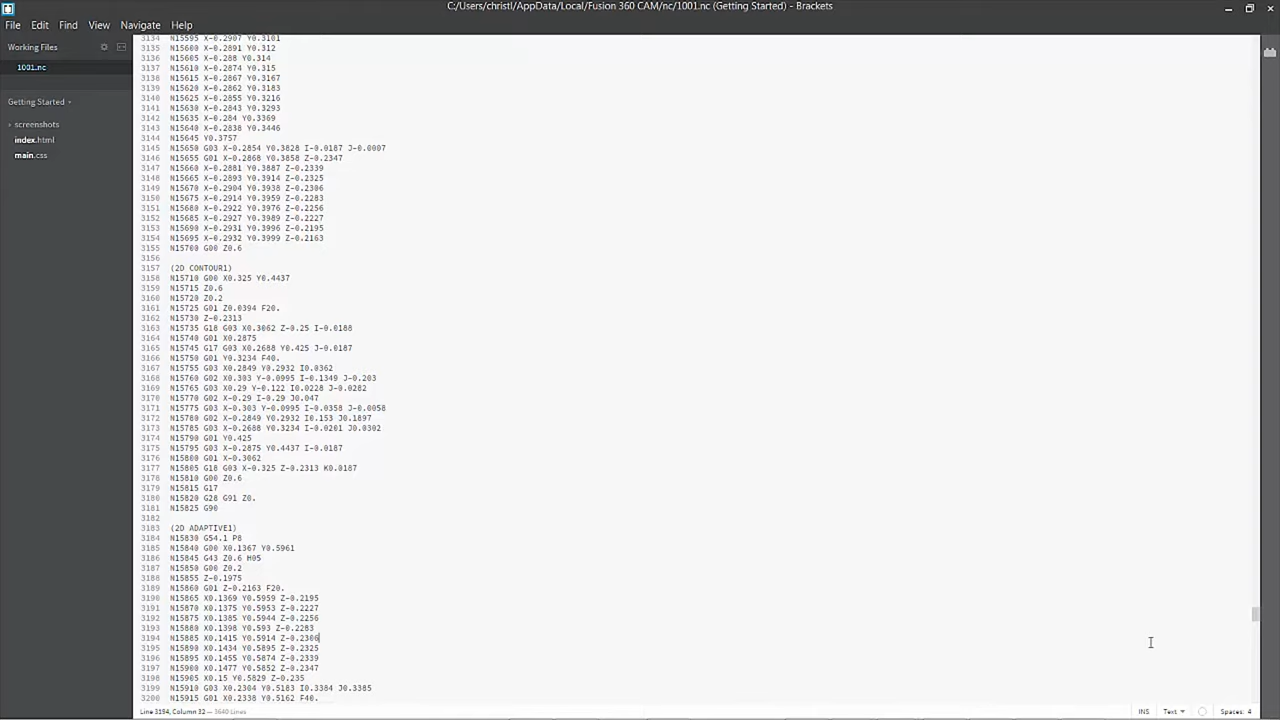 C:/Users/christl/AppData/Local/Fusion 360 CAM/nc/1001.nc (Getting Started) - Brackets
File Edit Find View Navigate Help
Working Files
1001.nc
Getting Started
screenshots
index.html
main.css
3134 N15595 X-0.2907 Y0.3101
3135 N15600 X-0.2891 Y0.312
3136 N15605 X-0.288 Y0.314
3137 N15610 X-0.2874 Y0.315
3138 N15615 X-0.2867 Y0.3167
3139 N15620 X-0.2862 Y0.3183
3140 N15625 X-0.2855 Y0.3216
3141 N15630 X-0.2843 Y0.3293
3142 N15635 X-0.284 Y0.3369
3143 N15640 X-0.2838 Y0.3446
3144 N15645 Y0.3757
3145 N15650 G03 X-0.2854 Y0.3828 I-0.0187 J-0.0007
3146 N15655 G01 X-0.2868 Y0.3858 Z-0.2347
3147 N15660 X-0.2881 Y0.3887 Z-0.2339
3148 N15665 X-0.2893 Y0.3914 Z-0.2325
3149 N15670 X-0.2904 Y0.3938 Z-0.2306
3150 N15675 X-0.2914 Y0.3959 Z-0.2283
3151 N15680 X-0.2922 Y0.3976 Z-0.2256
3152 N15685 X-0.2927 Y0.3989 Z-0.2227
3153 N15690 X-0.2931 Y0.3996 Z-0.2195
3154 N15695 X-0.2932 Y0.3999 Z-0.2163
3155 N15700 G00 Z0.6
3156
3157 (2D CONTOUR1)
3158 N15710 G00 X0.325 Y0.4437
3159 N15715 Z0.6
3160 N15720 Z0.2
3161 N15725 G01 Z0.0394 F20.
3162 N15730 Z-0.2313
3163 N15735 G18 G03 X0.3062 Z-0.25 I-0.0188
3164 N15740 G01 X0.2875
3165 N15745 G17 G03 X0.2688 Y0.425 J-0.0187
3166 N15750 G01 Y0.3234 F40.
3167 N15755 G03 X0.2849 Y0.2932 I0.0362
3168 N15760 G02 X0.303 Y-0.0995 I-0.1349 J-0.203
3169 N15765 G03 X0.29 Y-0.122 I0.0228 J-0.0282
3170 N15770 G02 X-0.29 I-0.29 J0.047
3171 N15775 G03 X-0.303 Y-0.0995 I-0.0358 J-0.0058
3172 N15780 G02 X-0.2849 Y0.2932 I0.153 J0.1897
3173 N15785 G03 X-0.2688 Y0.3234 I-0.0201 J0.0302
3174 N15790 G01 Y0.425
3175 N15795 G03 X-0.2875 Y0.4437 I-0.0187
3176 N15800 G01 X-0.3062
3177 N15805 G18 G03 X-0.325 Z-0.2313 K0.0187
3178 N15810 G00 Z0.6
3179 N15815 G17
3180 N15820 G28 G91 Z0.
3181 N15825 G90
3182
3183 (2D ADAPTIVE1)
3184 N15830 G54.1 P8
3185 N15840 G00 X0.1367 Y0.5961
3186 N15845 G43 Z0.6 H05
3187 N15850 G00 Z0.2
3188 N15855 Z-0.1975
3189 N15860 G01 Z-0.2163 F20.
3190 N15865 X0.1369 Y0.5959 Z-0.2195
3191 N15870 X0.1375 Y0.5953 Z-0.2227
3192 N15875 X0.1385 Y0.5944 Z-0.2256
3193 N15880 X0.1398 Y0.593 Z-0.2283
3194 N15885 X0.1415 Y0.5914 Z-0.2306
3195 N15890 X0.1434 Y0.5895 Z-0.2325
3196 N15895 X0.1455 Y0.5874 Z-0.2339
3197 N15900 X0.1477 Y0.5852 Z-0.2347
3198 N15905 X0.15 Y0.5829 Z-0.235
3199 N15910 G03 X0.2304 Y0.5183 I0.3384 J0.3385
3200 N15915 G01 X0.2338 Y0.5162 F40.
Line 3194, Column 32 — 3640 Lines
INS Text Spaces: 4